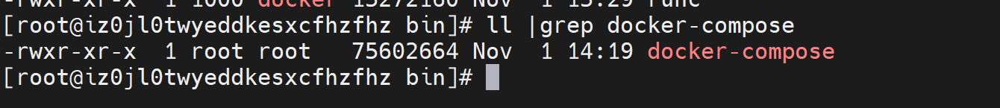 -rwxr-xr-x 1 1000 docker 15272160 Nov 1 13:29 runc
[root@iz0jl0twyeddkesxcfhzfhz bin]# ll |grep docker-compose
-rwxr-xr-x 1 root root 75602664 Nov 1 14:19 docker-compose
[root@iz0jl0twyeddkesxcfhzfhz bin]#